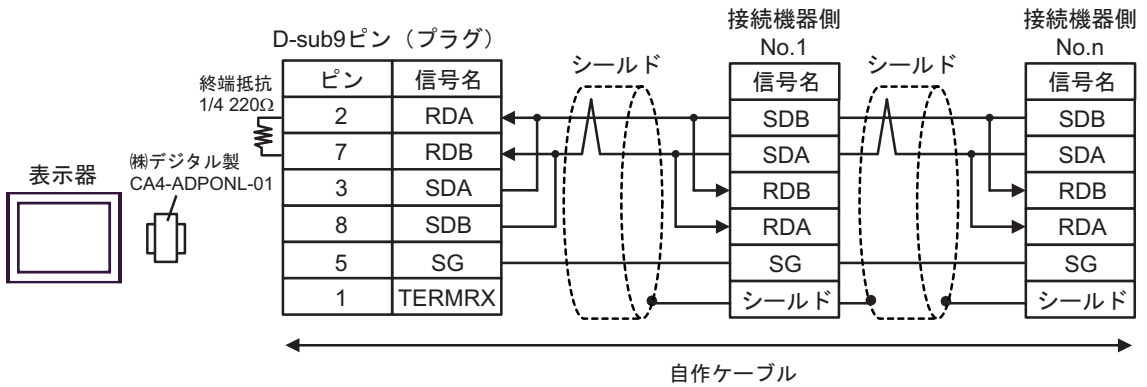 接続機器側
No.1
接続機器側
No.n
D-sub9ピン（プラグ）
シールド
シールド
終端抵抗
1/4 220Ω
ピン 信号名
信号名
信号名
2 RDA
SDB
SDB
7 RDB
SDA
SDA
表示器
㈱デジタル製
CA4-ADPONL-01
3 SDA
RDB
RDB
8 SDB
RDA
RDA
5 SG
SG
SG
1 TERMRX
シールド
シールド
自作ケーブル